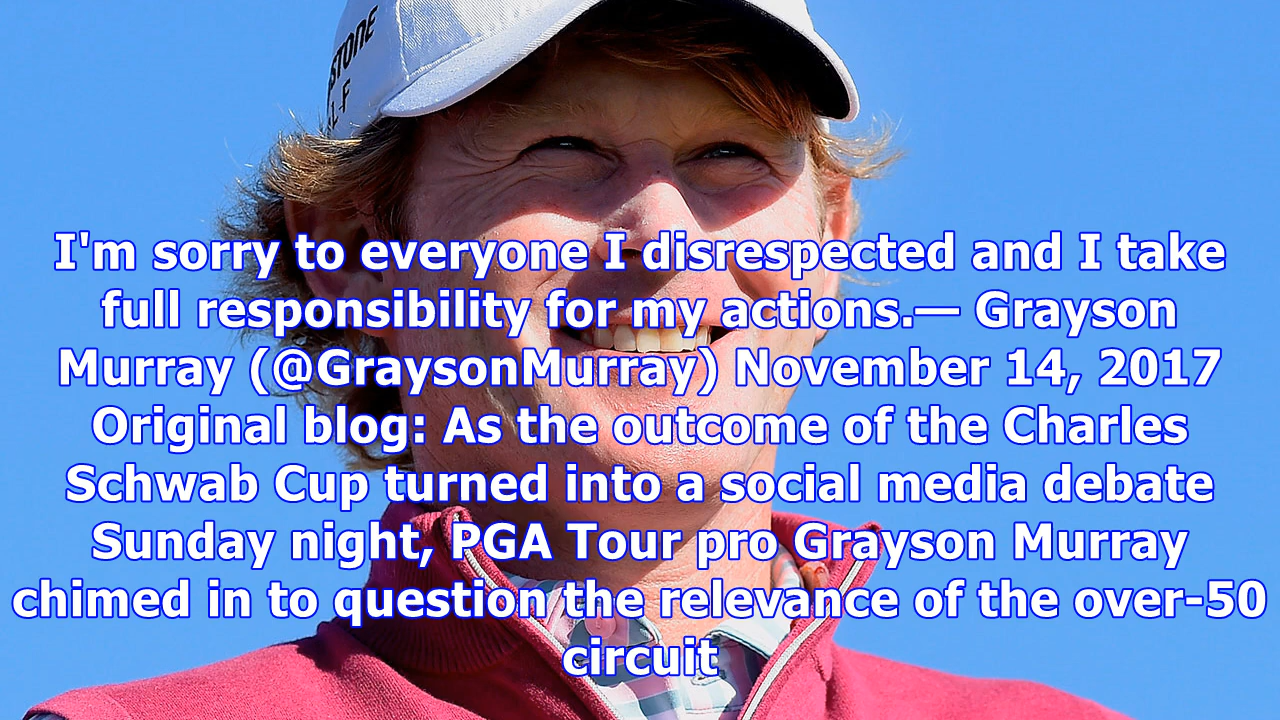 STONE
L-F
I'm sorry to everyone I disrespected and I take
full responsibility for my actions.— Grayson
Murray (@GraysonMurray) November 14, 2017
Original blog: As the outcome of the Charles
Schwab Cup turned into a social media debate
Sunday night, PGA Tour pro Grayson Murray
chimed in to question the relevance of the over-50
circuit